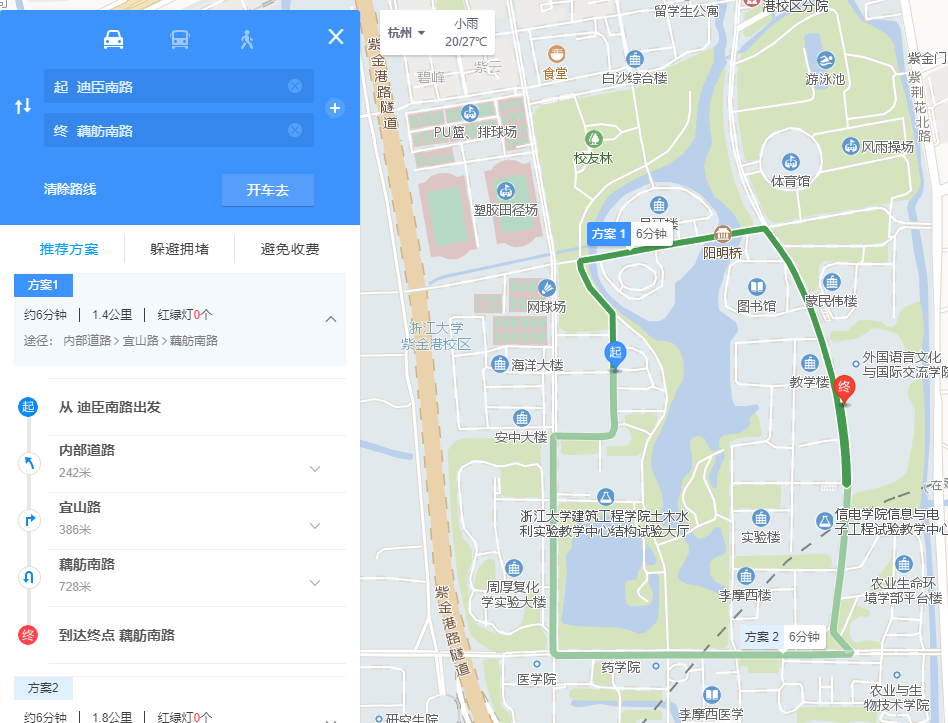 起 迪臣南路
终 藕舫南路
清除路线
开车去
推荐方案
躲避拥堵
避免收费
方案1
约6分钟 | 1.4公里 | 红绿灯0个
途径: 内部道路 > 宜山路 > 藕舫南路
起 从 迪臣南路出发
内部道路
242米
宜山路
386米
藕舫南路
728米
终 到达终点 藕舫南路
方案2
约6分钟 | 1.8公里 | 红绿灯0个
杭州
小雨
20/27℃
留学生公寓
港校区分院
紫金港路隧道
碧峰
紫云
食堂
白沙综合楼
游泳池
紫金门
紫荆花北路
PU篮、排球场
校友林
风雨操场
体育馆
塑胶田径场
方案 1 6分钟
阳明桥
网球场
图书馆
蒙民伟楼
浙江大学
紫金港校区
海洋大楼
起
教学楼
外国语言文化
与国际交流学院
终
安中大楼
浙江大学建筑工程学院土木水
利实验教学中心结构试验大厅
实验楼
信电学院信息与电
子工程试验教学中心
周厚复化
学实验大楼
李摩西楼
农业生命环
境学部平台楼
紫金港路隧道
方案 2 6分钟
医学院
药学院
农业与生
物技术学院
李摩西医学
研究生院